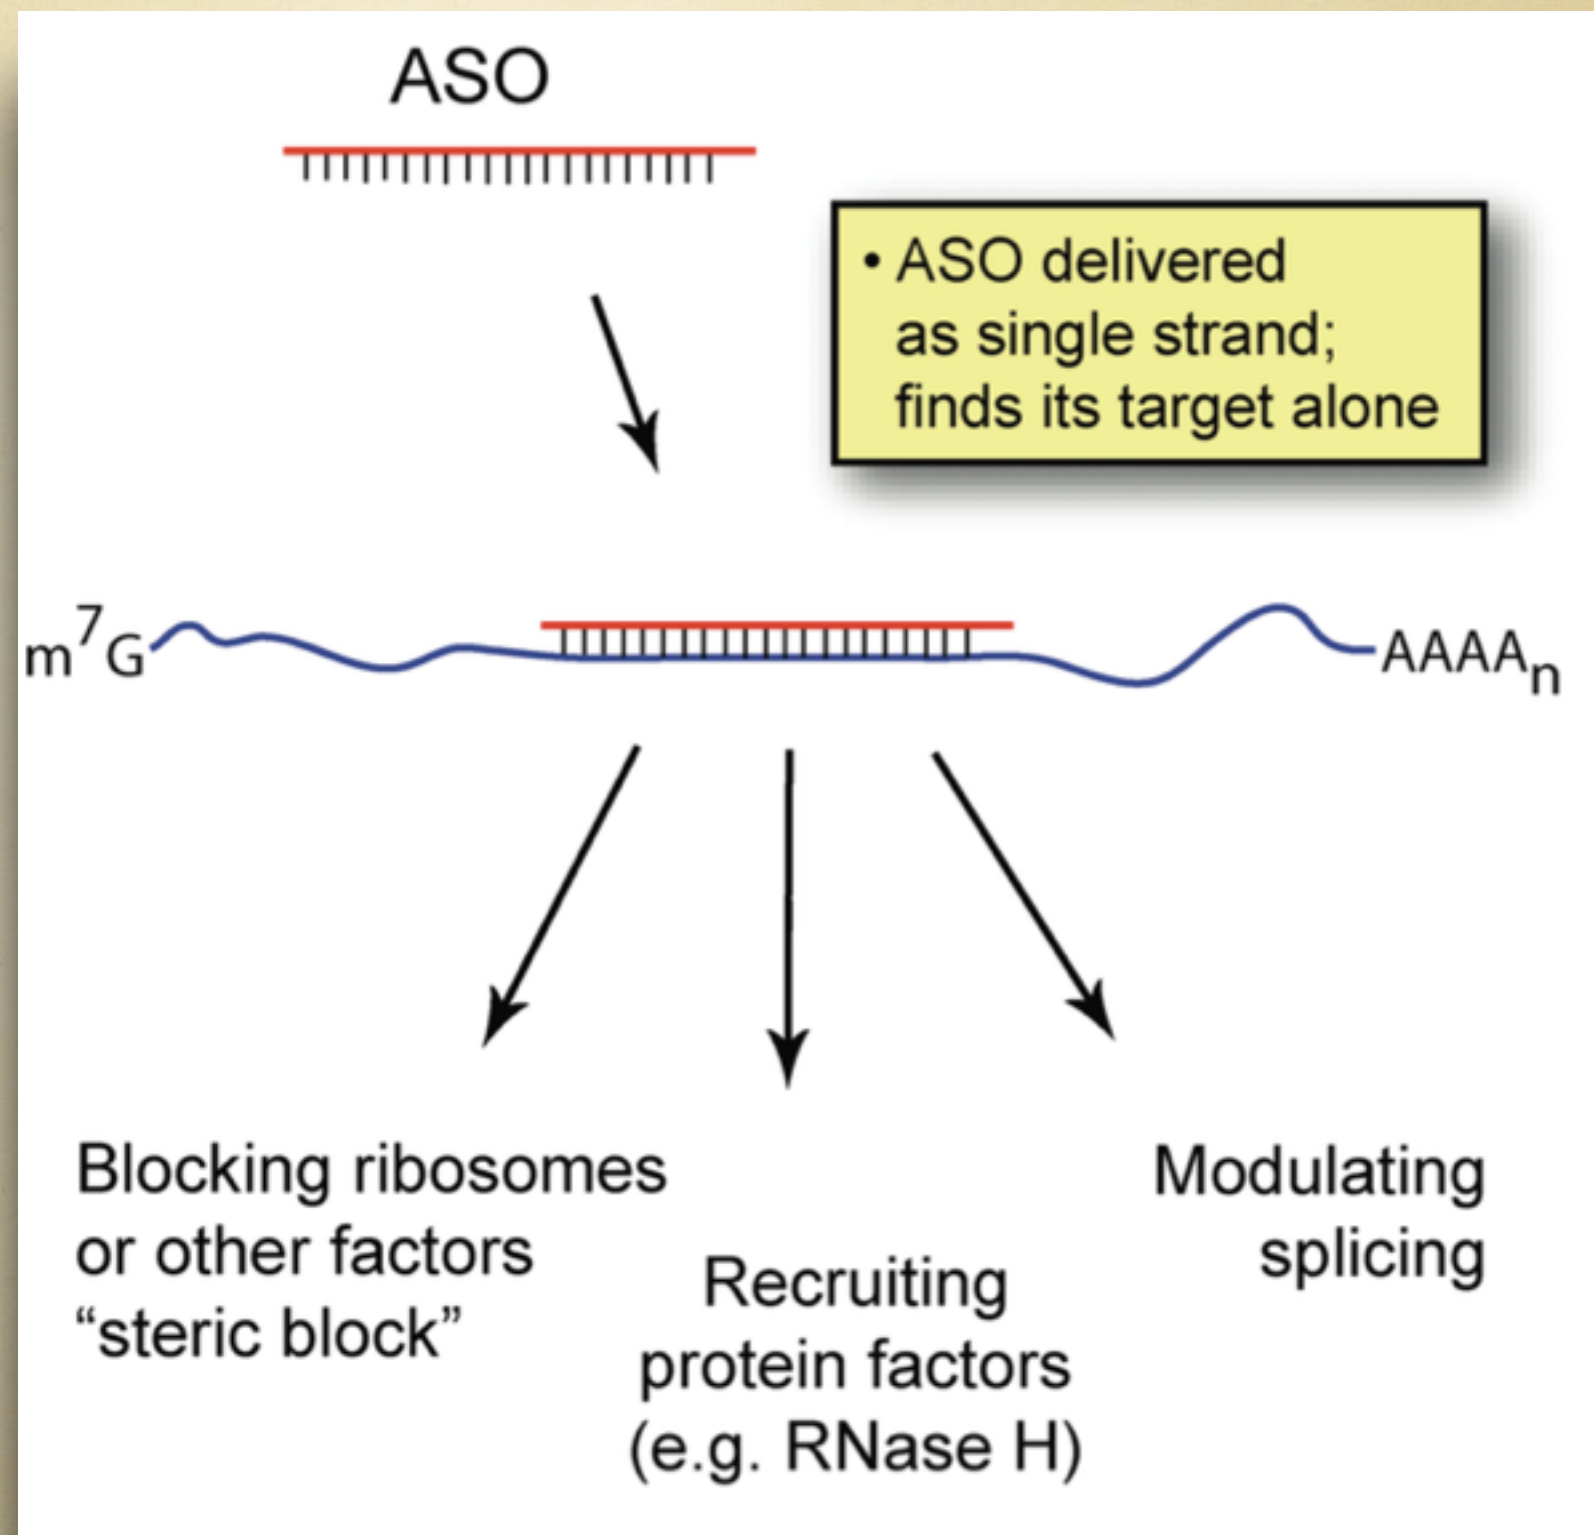 ASO
• ASO delivered
as single strand;
finds its target alone
m⁷G AAAAₙ
Blocking ribosomes
or other factors
“steric block”
Recruiting
protein factors
(e.g. RNase H)
Modulating
splicing